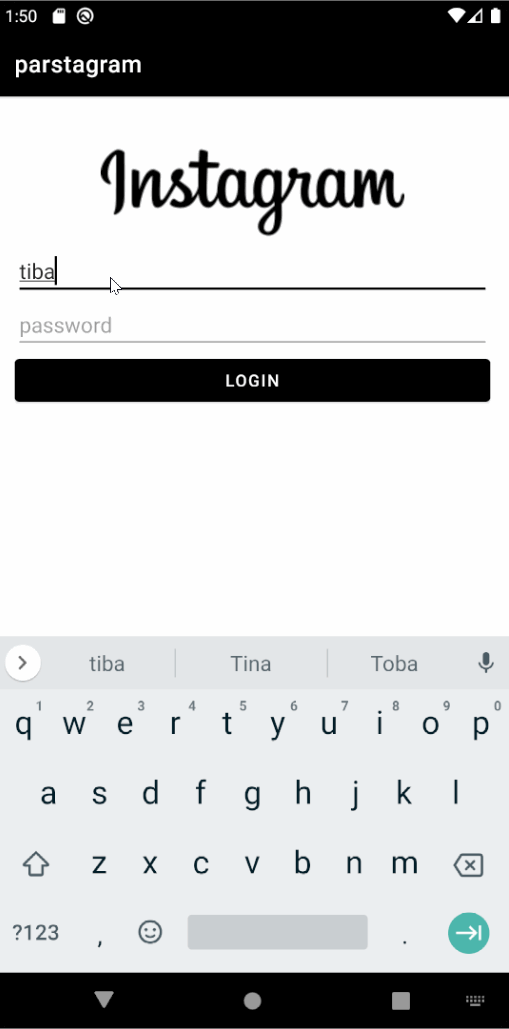 1:50
parstagram
Instagram
tiba
password
LOGIN
tiba Tina Toba
1 2 3 4 5 6 7 8 9 0
q w e r t y u i o p
a s d f g h j k l
z x c v b n m
?123 , .